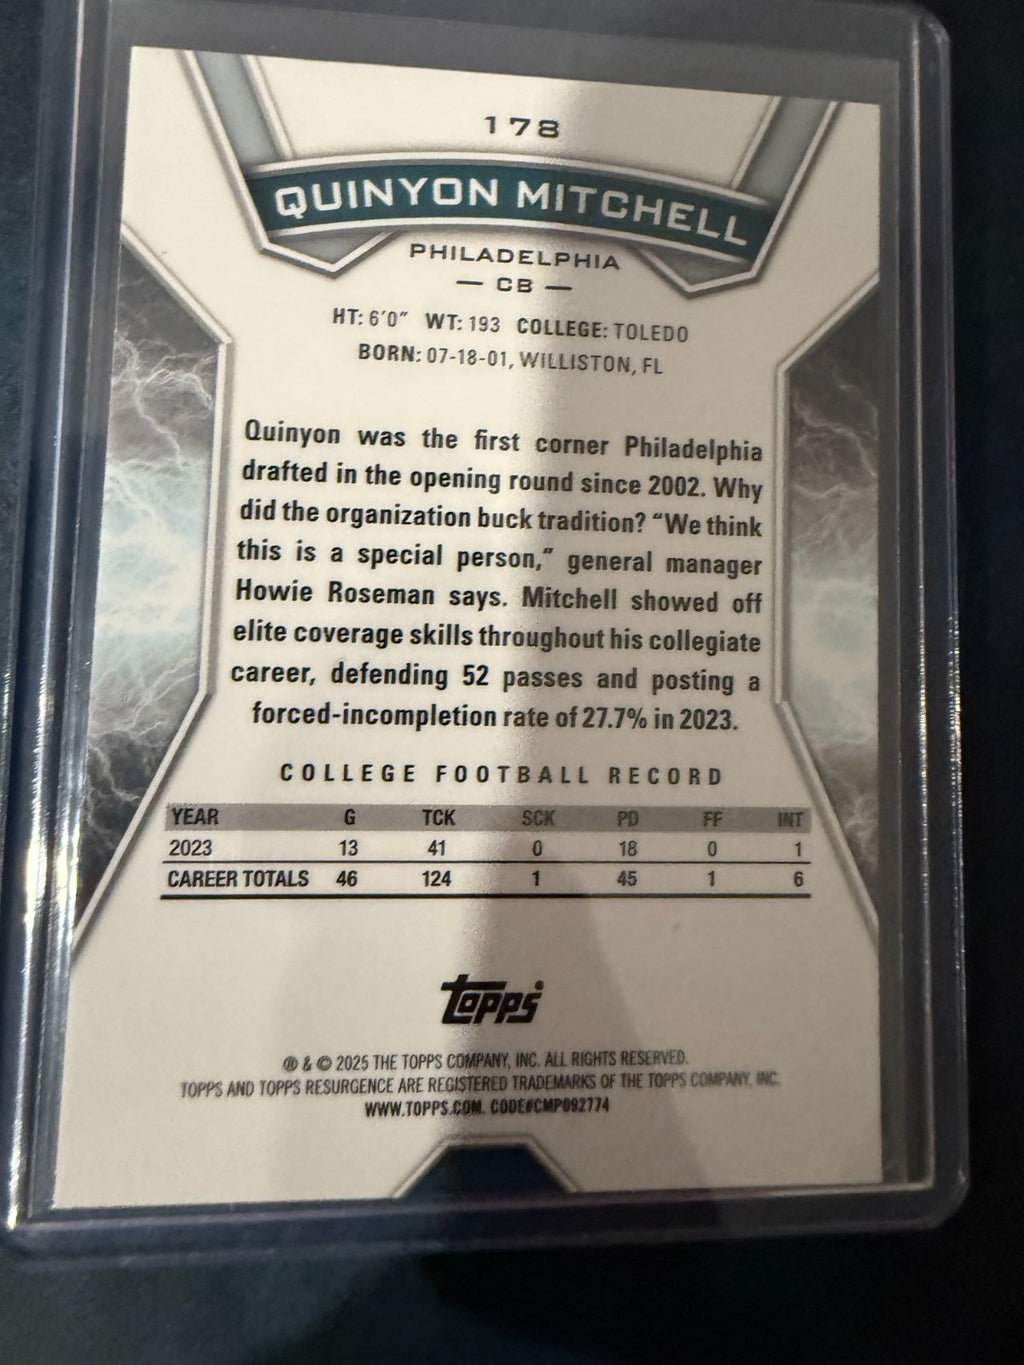 178
QUINYON MITCHELL
PHILADELPHIA
— CB —
HT: 6'0" WT: 193 COLLEGE: TOLEDO
BORN: 07-18-01, WILLISTON, FL
Quinyon was the first corner Philadelphia
drafted in the opening round since 2002. Why
did the organization buck tradition? “We think
this is a special person,” general manager
Howie Roseman says. Mitchell showed off
elite coverage skills throughout his collegiate
career, defending 52 passes and posting a
forced-incompletion rate of 27.7% in 2023.
COLLEGE FOOTBALL RECORD
YEAR G TCK SCK PD FF INT
2023 13 41 0 18 0 1
CAREER TOTALS 46 124 1 45 1 6
topps
® & © 2025 THE TOPPS COMPANY, INC. ALL RIGHTS RESERVED.
TOPPS AND TOPPS RESURGENCE ARE REGISTERED TRADEMARKS OF THE TOPPS COMPANY, INC.
WWW.TOPPS.COM. CODE#CMP092774